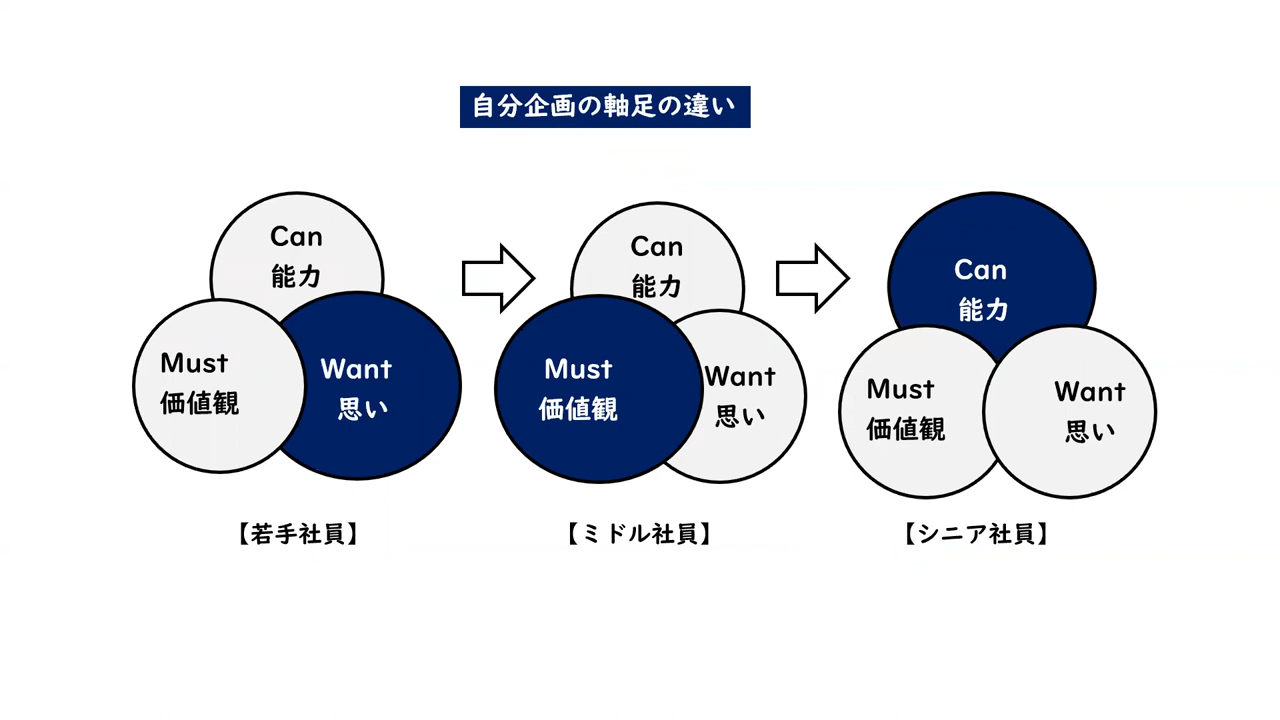 自分企画の軸足の違い
Can
能力
Must
価値観
Want
思い
【若手社員】
Can
能力
Must
価値観
Want
思い
【ミドル社員】
Can
能力
Must
価値観
Want
思い
【シニア社員】